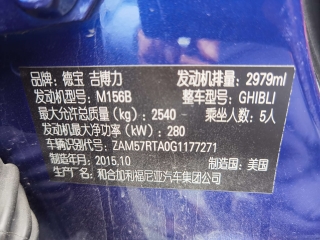 品牌：德宝 吉博力 发动机排量：2979ml
发动机型号：M156B 整车型号：GHIBLI
最大允许总质量（kg）：2540 乘坐人数：5人
发动机最大净功率（kW）：280
车辆识别代号：ZAM57RTA0G1177271
制造年月：2015.10 制造国：美国
生产厂名：和合加利福尼亚汽车集团公司